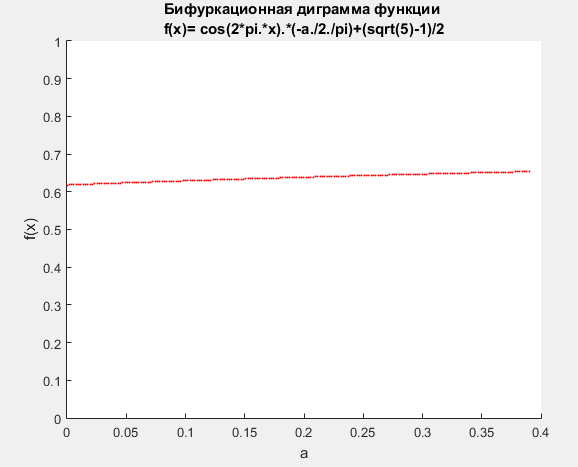 Бифуркационная диграмма функции
f(x)= cos(2*pi.*x).*(-a./2./pi)+(sqrt(5)-1)/2
1
0.9
0.8
0.7
0.6
0.5
0.4
0.3
0.2
0.1
0
f(x)
0 0.05 0.1 0.15 0.2 0.25 0.3 0.35 0.4
a